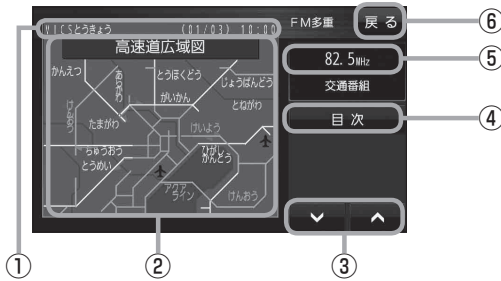 VICSとうきょう (01/03) 10:00
FM多重
戻る
⑥
高速道広域図
82.5MHz
⑤
交通番組
かんえつ
とうほくどう
じょうばんどう
がいかん
とねがわ
目次
④
たまがわ
けいよう
ちゅうおう
ひがし
かんどう
とうめい
アクア
ライン
けんおう
①
②
③